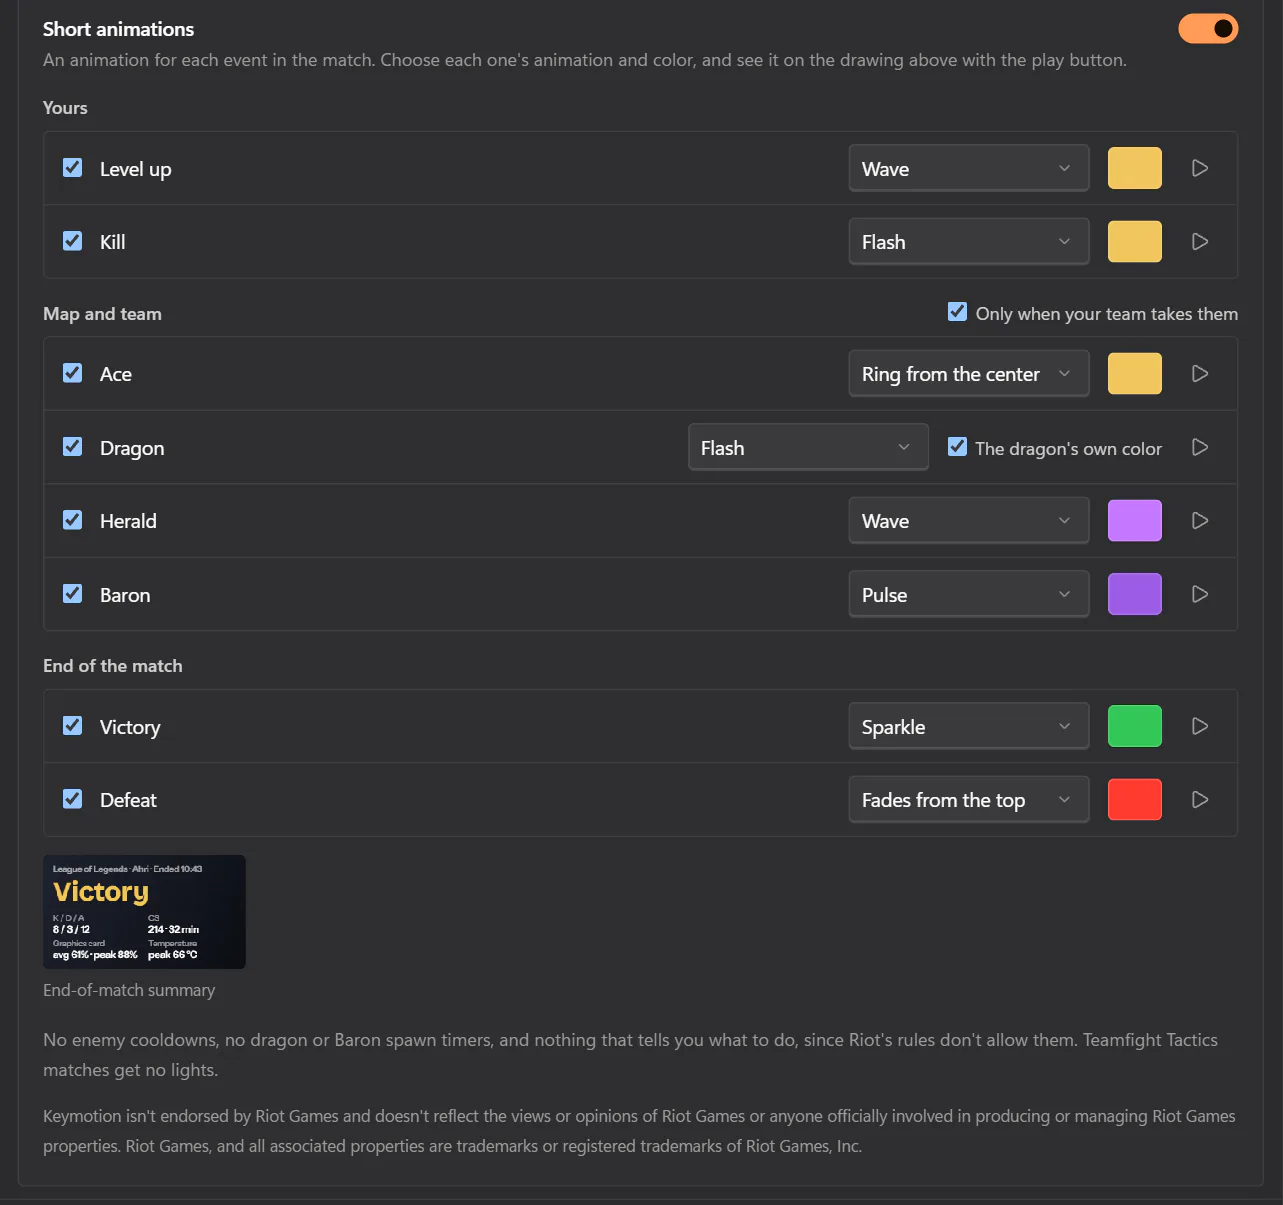 Short animations
An animation for each event in the match. Choose each one's animation and color, and see it on the drawing above with the play button.
Yours
Level up
Wave
Kill
Flash
Map and team
Only when your team takes them
Ace
Ring from the center
Dragon
Flash
The dragon's own color
Herald
Wave
Baron
Pulse
End of the match
Victory
Sparkle
Defeat
Fades from the top
League of Legends · Ahri · Ended 10:43
Victory
K / D / A
CS
8 / 3 / 12
214 · 32 min
Graphics card
Temperature
avg 61% · peak 88%
peak 66 °C
End-of-match summary
No enemy cooldowns, no dragon or Baron spawn timers, and nothing that tells you what to do, since Riot's rules don't allow them. Teamfight Tactics
matches get no lights.
Keymotion isn't endorsed by Riot Games and doesn't reflect the views or opinions of Riot Games or anyone officially involved in producing or managing Riot Games
properties. Riot Games, and all associated properties are trademarks or registered trademarks of Riot Games, Inc.